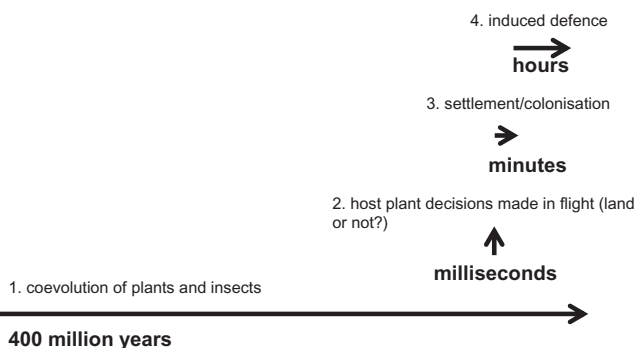 4. induced defence
hours
3. settlement/colonisation
minutes
2. host plant decisions made in flight (land
or not?)
milliseconds
1. coevolution of plants and insects
400 million years